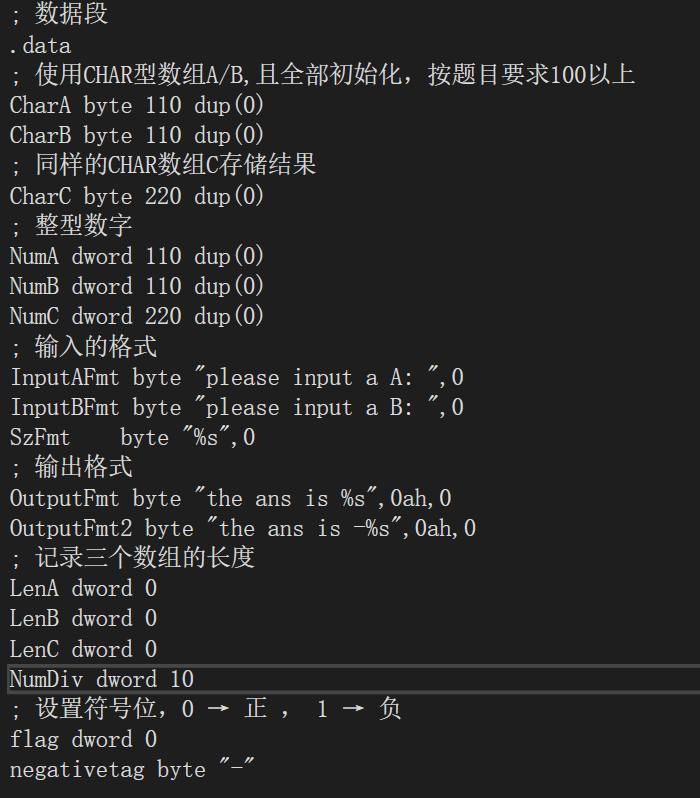 ; 数据段
.data
; 使用CHAR型数组A/B,且全部初始化，按题目要求100以上
CharA byte 110 dup(0)
CharB byte 110 dup(0)
; 同样的CHAR数组C存储结果
CharC byte 220 dup(0)
; 整型数字
NumA dword 110 dup(0)
NumB dword 110 dup(0)
NumC dword 220 dup(0)
; 输入的格式
InputAFmt byte "please input a A: ",0
InputBFmt byte "please input a B: ",0
SzFmt    byte "%s",0
; 输出格式
OutputFmt byte "the ans is %s",0ah,0
OutputFmt2 byte "the ans is -%s",0ah,0
; 记录三个数组的长度
LenA dword 0
LenB dword 0
LenC dword 0
NumDiv dword 10
; 设置符号位，0 → 正 ， 1 → 负
flag dword 0
negativetag byte "-"